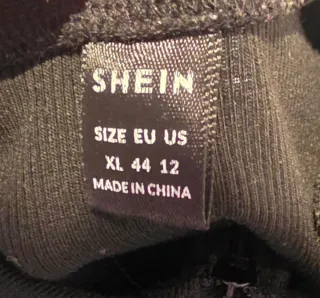 SHEIN
SIZE EU US
XL 44 12
MADE IN CHINA